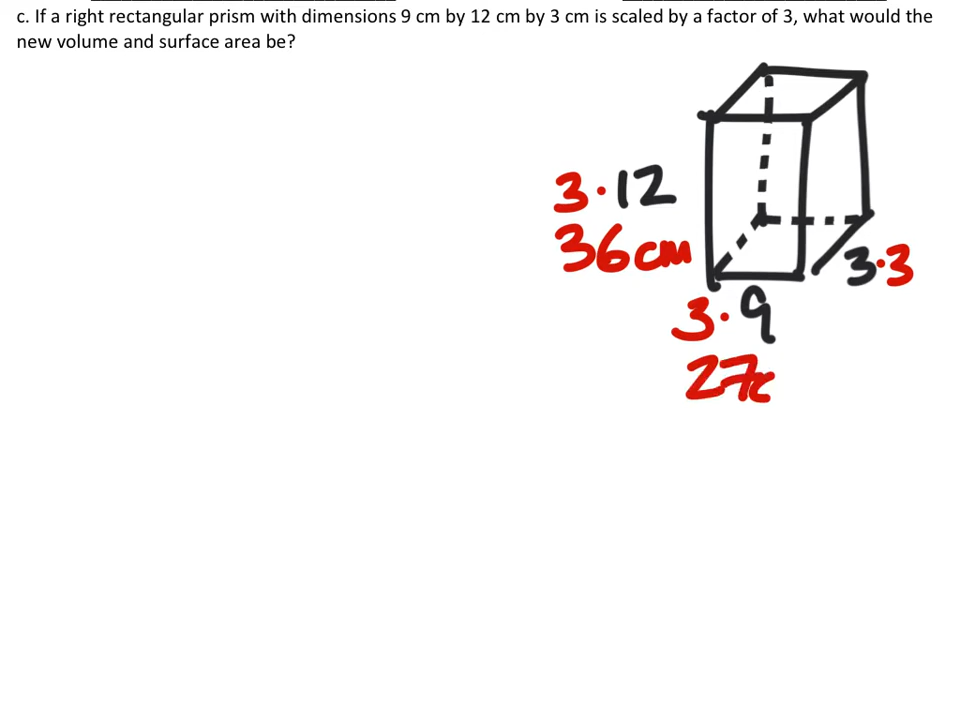 c. If a right rectangular prism with dimensions 9 cm by 12 cm by 3 cm is scaled by a factor of 3, what would the
new volume and surface area be?
3·12
36cm
3·3
3·9
27c